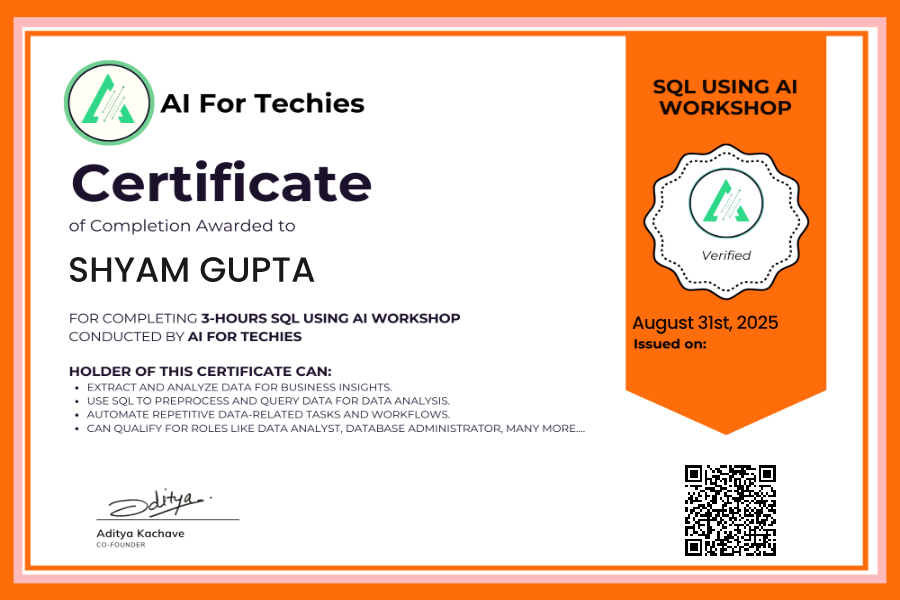 AI For Techies
Certificate
of Completion Awarded to
SHYAM GUPTA
FOR COMPLETING 3-HOURS SQL USING AI WORKSHOP
CONDUCTED BY AI FOR TECHIES
HOLDER OF THIS CERTIFICATE CAN:
• EXTRACT AND ANALYZE DATA FOR BUSINESS INSIGHTS.
• USE SQL TO PREPROCESS AND QUERY DATA FOR DATA ANALYSIS.
• AUTOMATE REPETITIVE DATA-RELATED TASKS AND WORKFLOWS.
• CAN QUALIFY FOR ROLES LIKE DATA ANALYST, DATABASE ADMINISTRATOR, MANY MORE....
Aditya
Aditya Kachave
CO-FOUNDER
SQL USING AI
WORKSHOP
Verified
August 31st, 2025
Issued on: